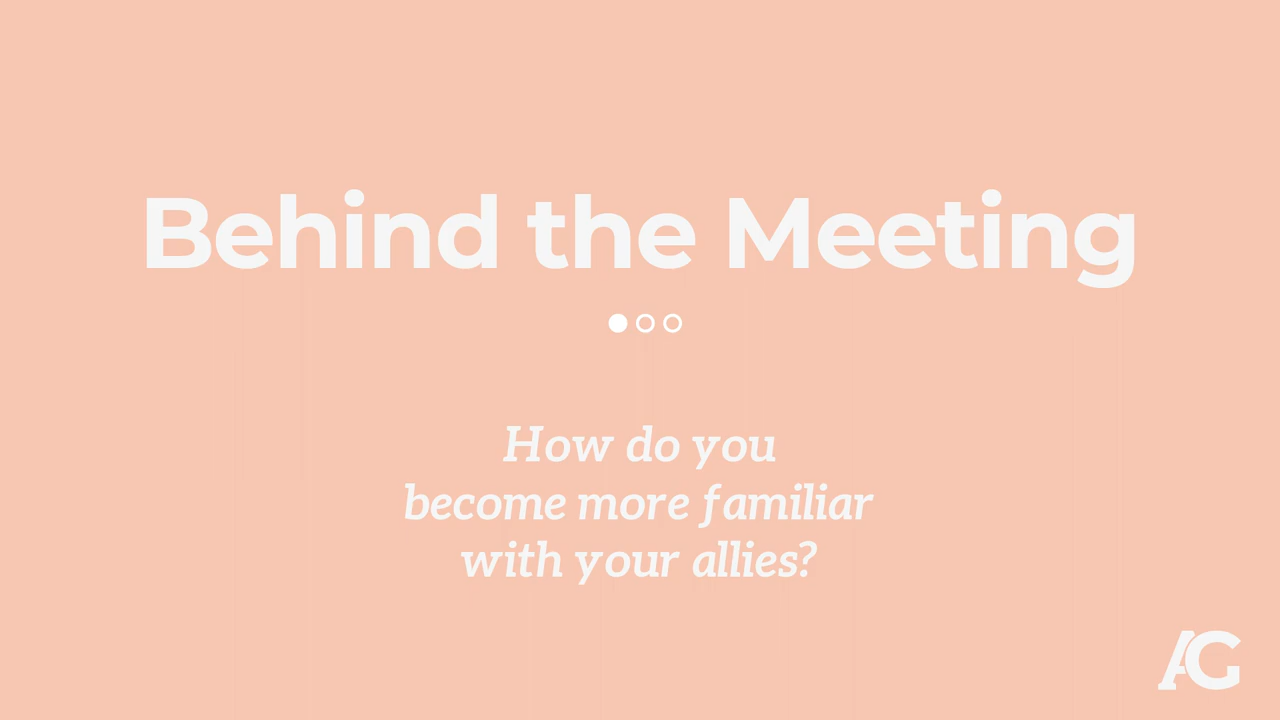 Behind the Meeting
How do you
become more familiar
with your allies?
AG